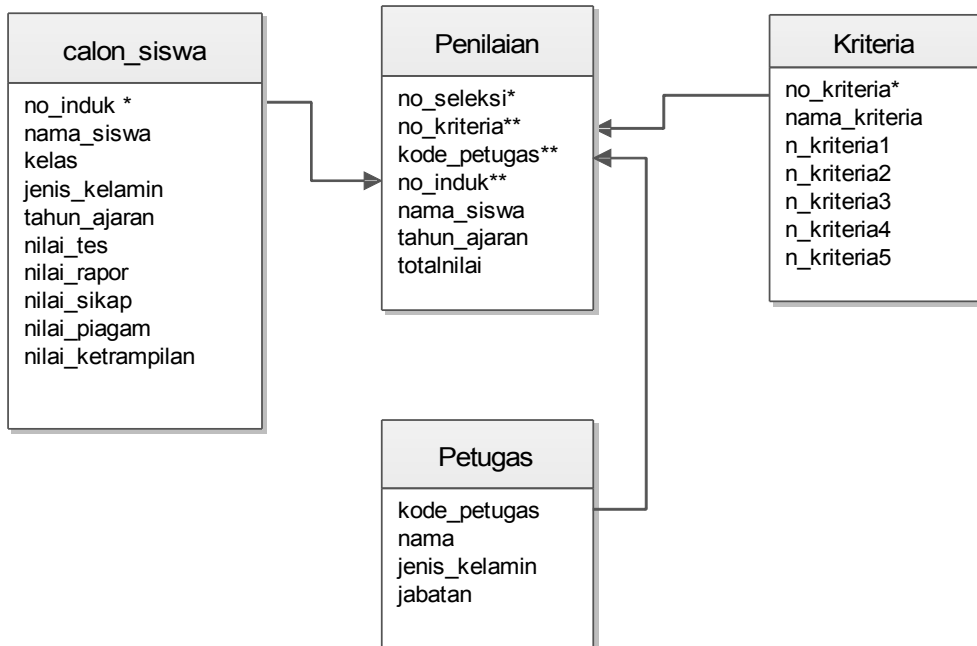 calon_siswa
no_induk *
nama_siswa
kelas
jenis_kelamin
tahun_ajaran
nilai_tes
nilai_rapor
nilai_sikap
nilai_piagam
nilai_ketrampilan
Penilaian
no_seleksi*
no_kriteria**
kode_petugas**
no_induk**
nama_siswa
tahun_ajaran
totalnilai
Kriteria
no_kriteria*
nama_kriteria
n_kriteria1
n_kriteria2
n_kriteria3
n_kriteria4
n_kriteria5
Petugas
kode_petugas
nama
jenis_kelamin
jabatan